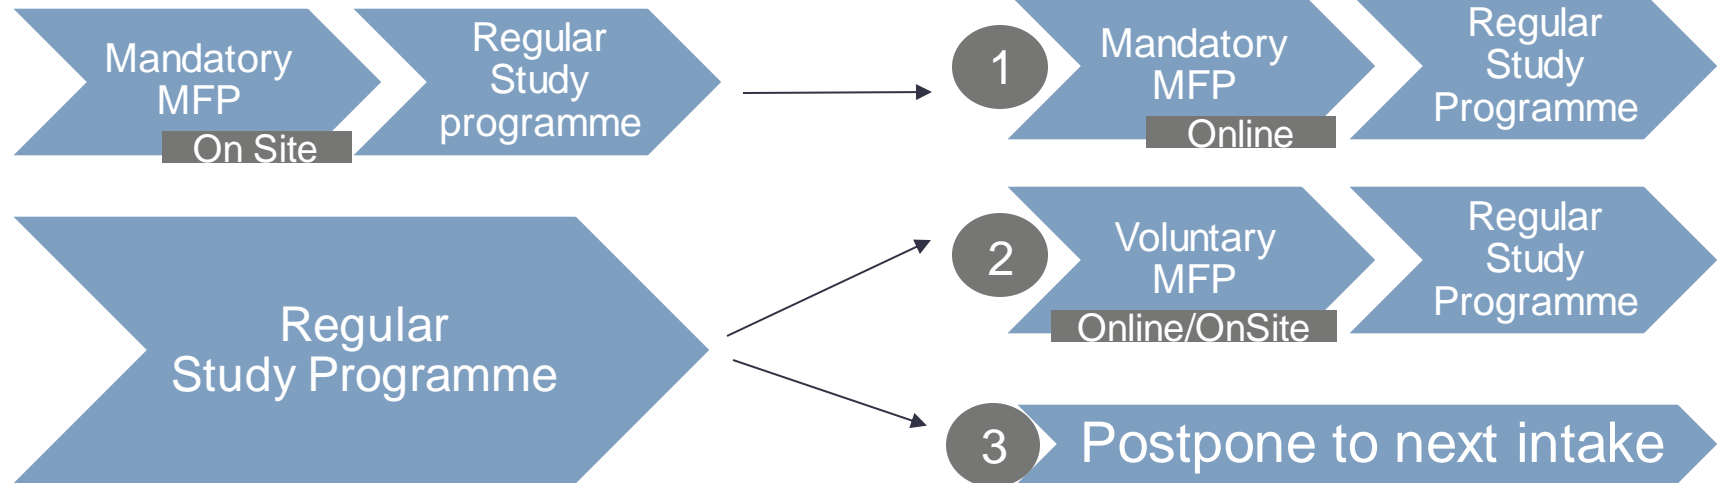 Mandatory
MFP
On Site
Regular
Study
programme
1
Mandatory
MFP
Online
Regular
Study
Programme
Regular
Study Programme
2
Voluntary
MFP
Online/OnSite
Regular
Study
Programme
3
Postpone to next intake